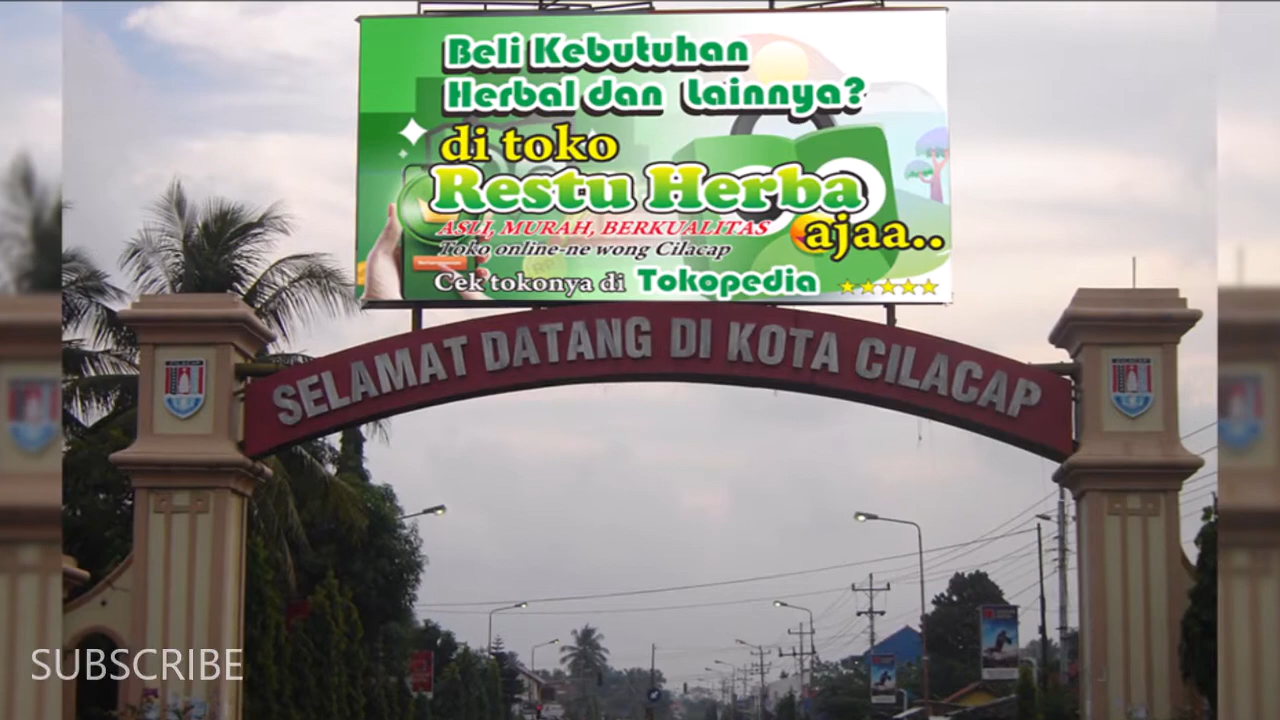 Beli Kebutuhan
Herbal dan Lainnya?
di toko
Restu Herba
ASLI, MURAH, BERKUALITAS
ajaa..
Toko online-ne wong Cilacap
Cek tokonya di Tokopedia
SELAMAT DATANG DI KOTA CILACAP
CILACAP
SUBSCRIBE